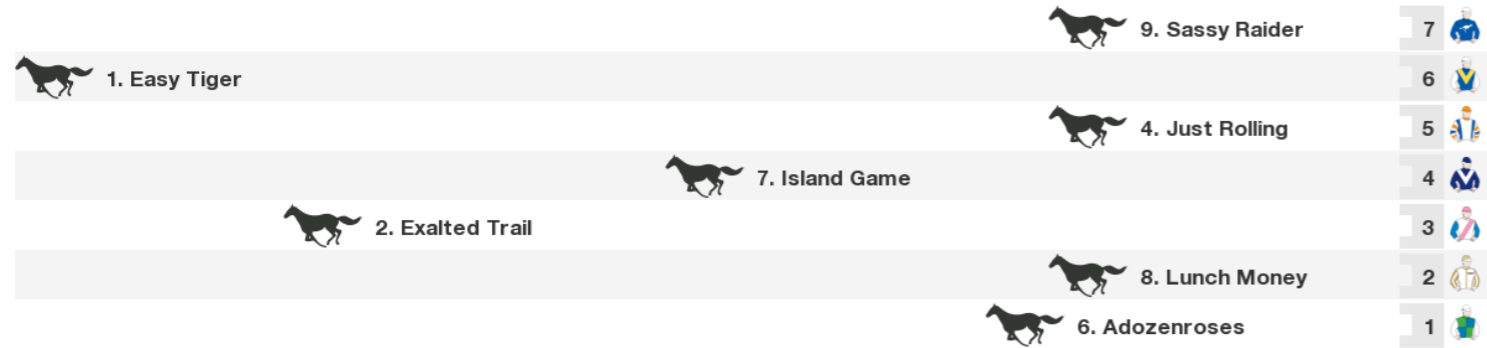 9. Sassy Raider 7
1. Easy Tiger 6
4. Just Rolling 5
7. Island Game 4
2. Exalted Trail 3
8. Lunch Money 2
6. Adozenroses 1